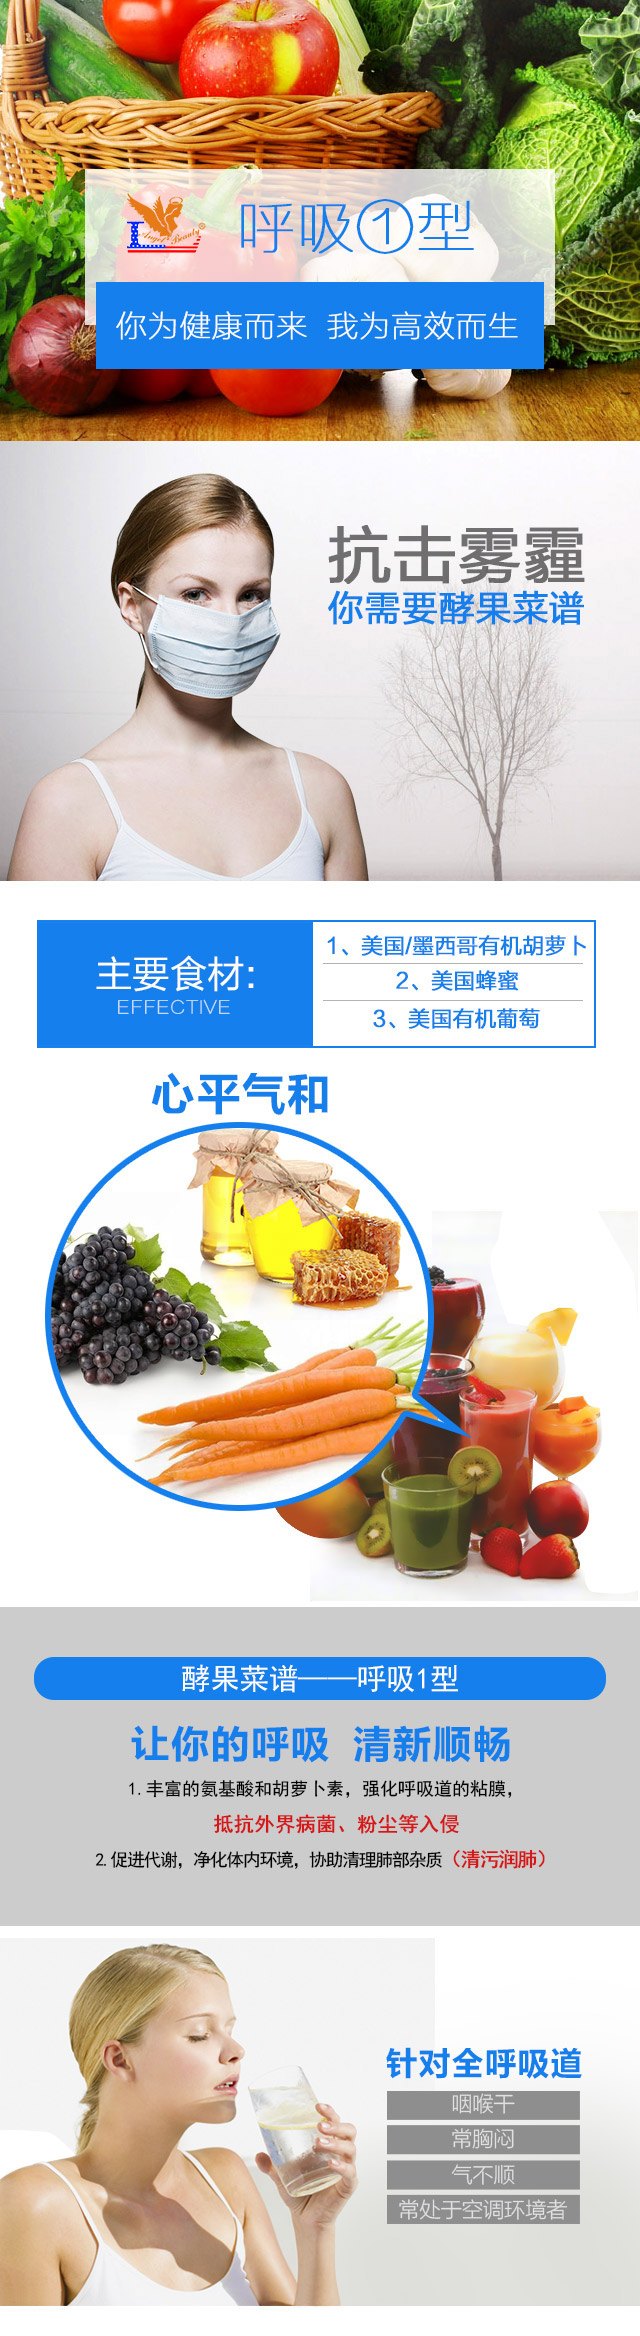 Angel's Beauty®
呼吸①型
你为健康而来 我为高效而生
抗击雾霾
你需要酵果菜谱
主要食材:
EFFECTIVE
1、美国/墨西哥有机胡萝卜
2、美国蜂蜜
3、美国有机葡萄
心平气和
酵果菜谱——呼吸1型
让你的呼吸 清新顺畅
1.丰富的氨基酸和胡萝卜素，强化呼吸道的粘膜，
抵抗外界病菌、粉尘等入侵
2.促进代谢，净化体内环境，协助清理肺部杂质（清污润肺）
针对全呼吸道
咽喉干
常胸闷
气不顺
常处于空调环境者